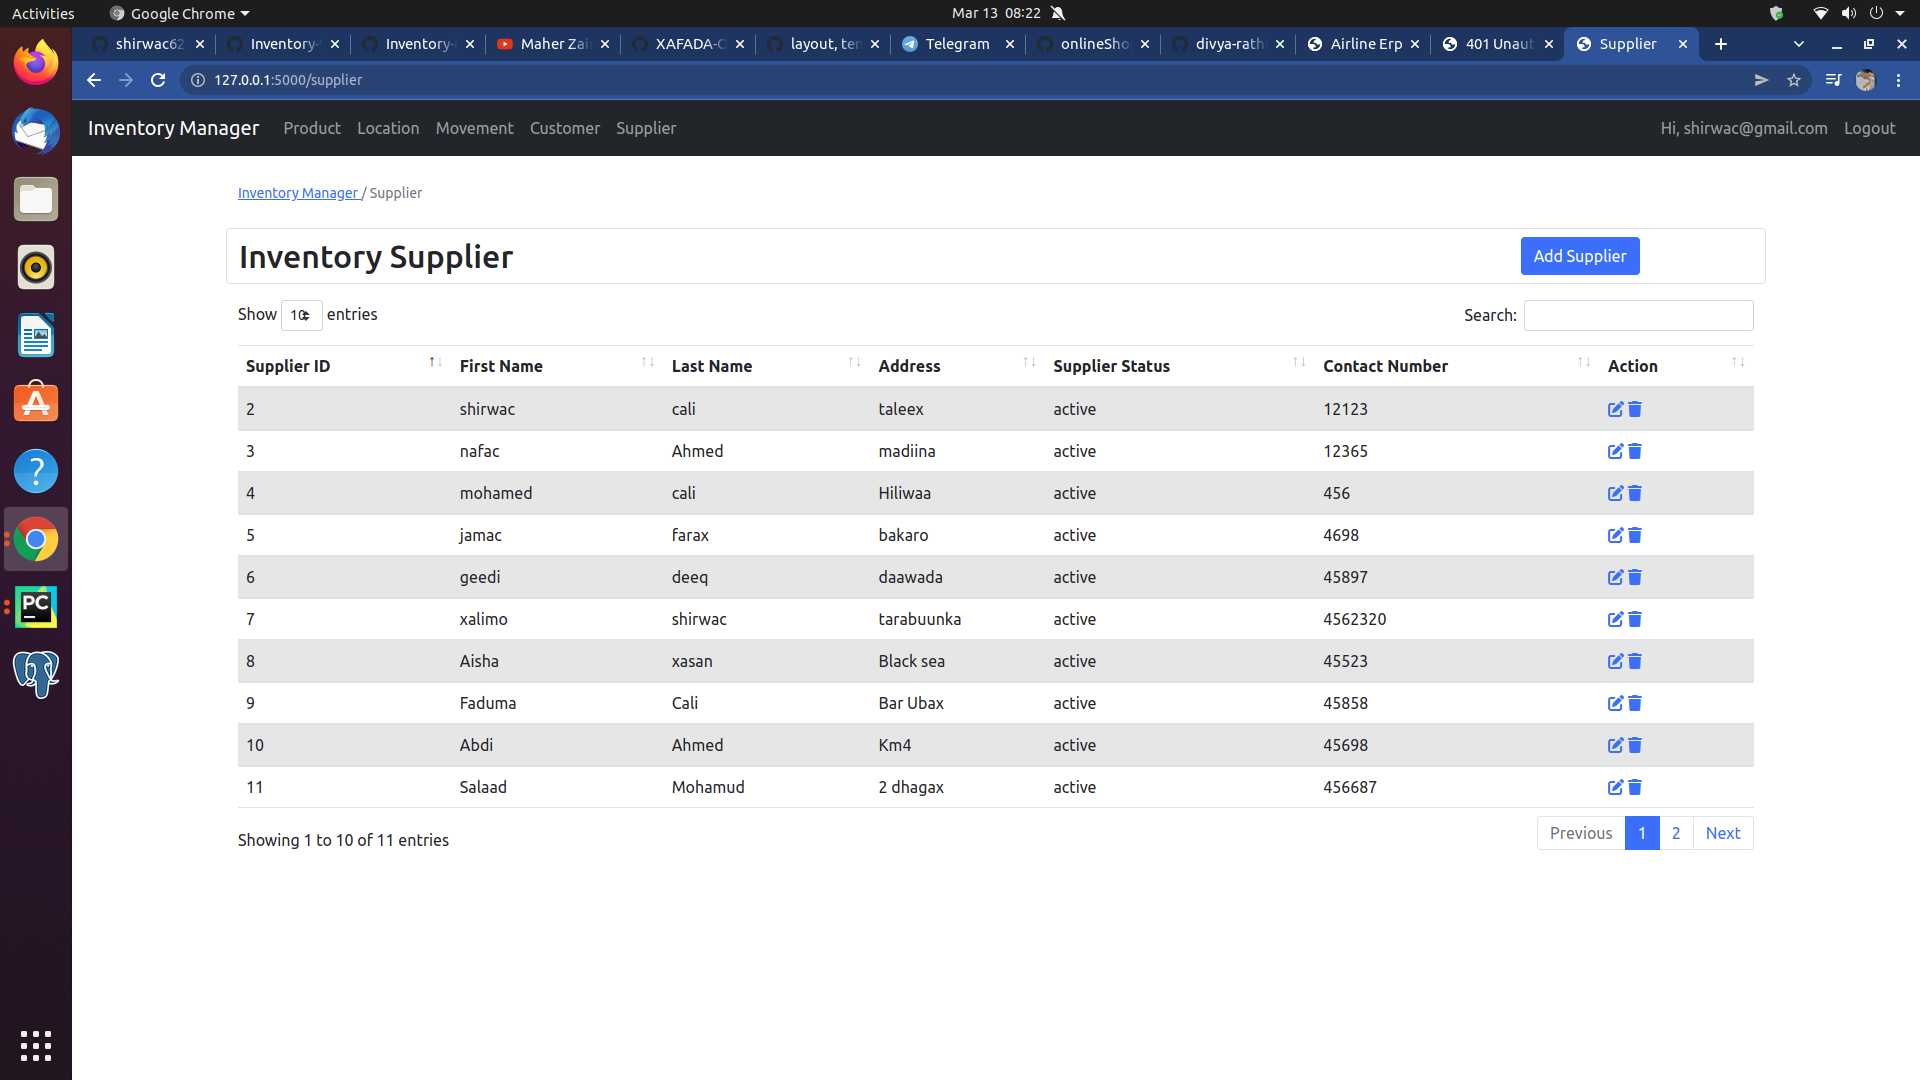 Activities Google Chrome Mar 13 08:22
shirwac62 Inventory- Inventory- Maher Zai XAFADA-O layout, ter Telegram onlineSho divya-rath Airline Erp 401 Unaut Supplier
127.0.0.1:5000/supplier
Inventory Manager Product Location Movement Customer Supplier Hi, shirwac@gmail.com Logout
Inventory Manager / Supplier
Inventory Supplier Add Supplier
Show 10 entries Search:
Supplier ID First Name Last Name Address Supplier Status Contact Number Action
2 shirwac cali taleex active 12123
3 nafac Ahmed madiina active 12365
4 mohamed cali Hiliwaa active 456
5 jamac farax bakaro active 4698
6 geedi deeq daawada active 45897
7 xalimo shirwac tarabuunka active 4562320
8 Aisha xasan Black sea active 45523
9 Faduma Cali Bar Ubax active 45858
10 Abdi Ahmed Km4 active 45698
11 Salaad Mohamud 2 dhagax active 456687
Showing 1 to 10 of 11 entries Previous 1 2 Next
PC